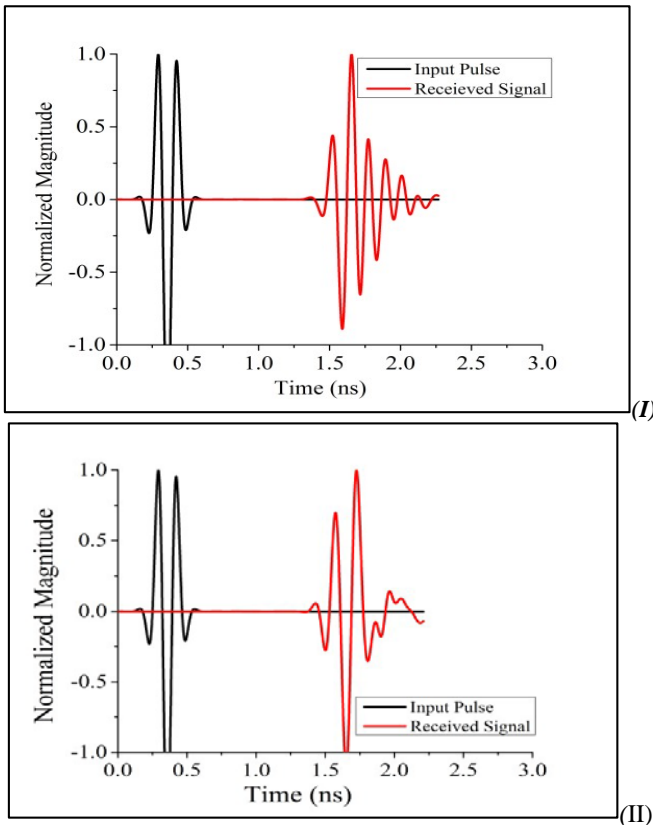 1.0
0.5
0.0
-0.5
-1.0
Normalized Magnitude
Input Pulse
Receieved Signal
0.0 0.5 1.0 1.5 2.0 2.5 3.0
Time (ns)
(I)
1.0
0.5
0.0
-0.5
-1.0
Normalized Magnitude
Input Pulse
Received Signal
0.0 0.5 1.0 1.5 2.0 2.5 3.0
Time (ns)
(II)